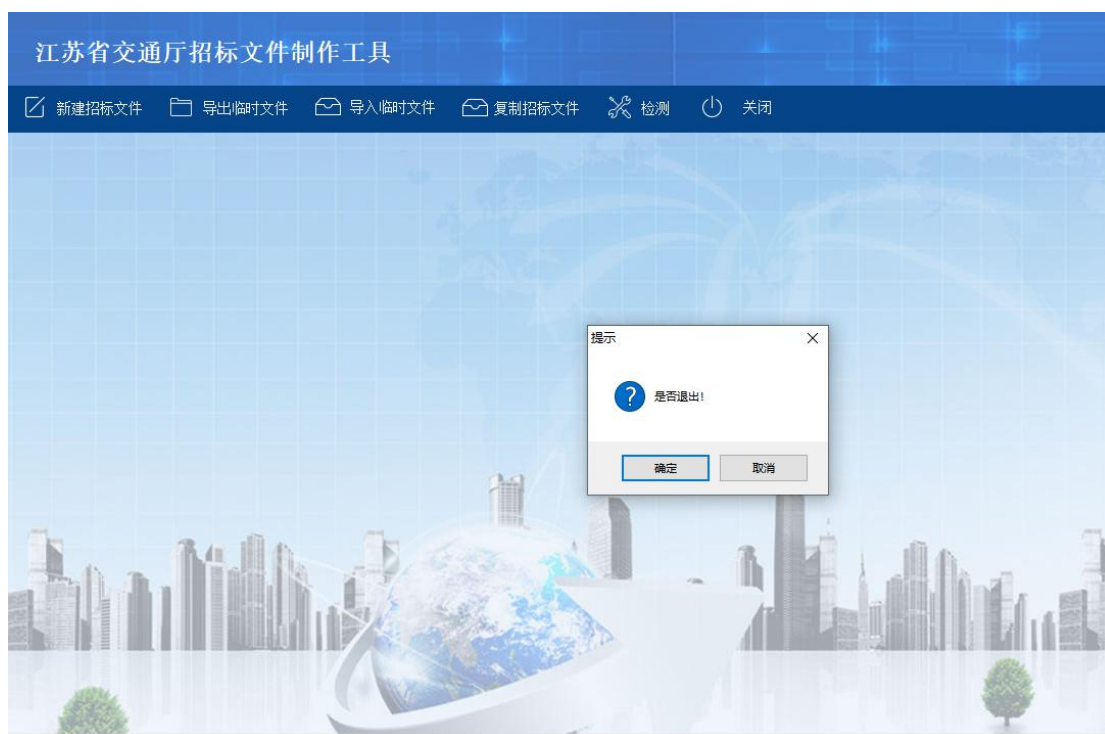 江苏省交通厅招标文件制作工具
新建招标文件 导出临时文件 导入临时文件 复制招标文件 检测 关闭
提示
是否退出!
确定 取消